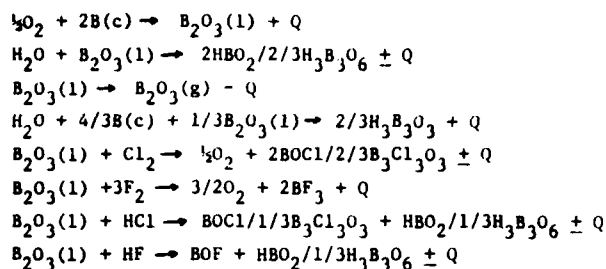 ½O₂ + 2B(c) → B₂O₃(l) + Q
H₂O + B₂O₃(l) → 2HBO₂/2/3H₃B₃O₆ ± Q
B₂O₃(l) → B₂O₃(g) - Q
H₂O + 4/3B(c) + 1/3B₂O₃(l) → 2/3H₃B₃O₃ + Q
B₂O₃(l) + Cl₂ → ½O₂ + 2BOCl/2/3B₃Cl₃O₃ ± Q
B₂O₃(l) +3F₂ → 3/2O₂ + 2BF₃ + Q
B₂O₃(l) + HCl → BOCl/1/3B₃Cl₃O₃ + HBO₂/1/3H₃B₃O₆ ± Q
B₂O₃(l) + HF → BOF + HBO₂/1/3H₃B₃O₆ ± Q